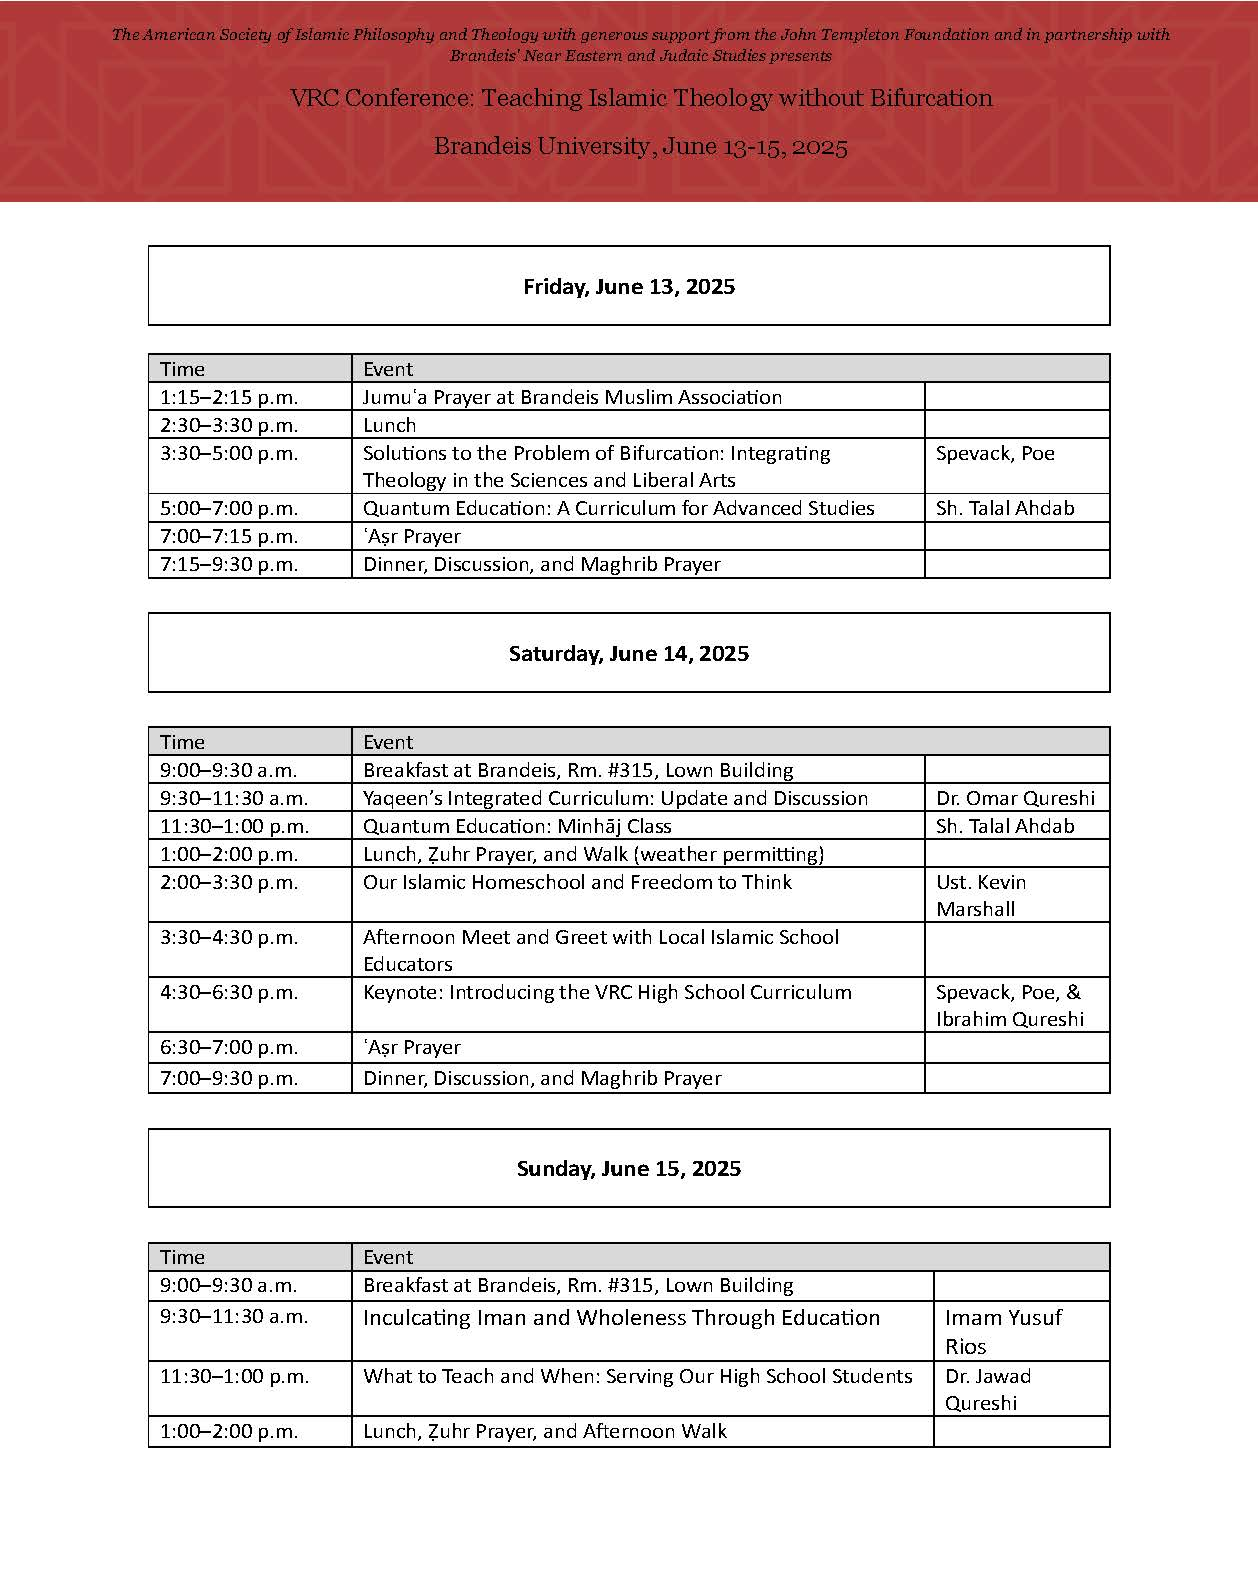 The American Society of Islamic Philosophy and Theology with generous support from the John Templeton Foundation and in partnership with
Brandeis' Near Eastern and Judaic Studies presents
VRC Conference: Teaching Islamic Theology without Bifurcation
Brandeis University, June 13-15, 2025
Friday, June 13, 2025
Time Event
1:15–2:15 p.m. Jumuʿa Prayer at Brandeis Muslim Association
2:30–3:30 p.m. Lunch
3:30–5:00 p.m. Solutions to the Problem of Bifurcation: Integrating Spevack, Poe
Theology in the Sciences and Liberal Arts
5:00–7:00 p.m. Quantum Education: A Curriculum for Advanced Studies Sh. Talal Ahdab
7:00–7:15 p.m. ʿAṣr Prayer
7:15–9:30 p.m. Dinner, Discussion, and Maghrib Prayer
Saturday, June 14, 2025
Time Event
9:00–9:30 a.m. Breakfast at Brandeis, Rm. #315, Lown Building
9:30–11:30 a.m. Yaqeen’s Integrated Curriculum: Update and Discussion Dr. Omar Qureshi
11:30–1:00 p.m. Quantum Education: Minhāj Class Sh. Talal Ahdab
1:00–2:00 p.m. Lunch, Ẓuhr Prayer, and Walk (weather permitting)
2:00–3:30 p.m. Our Islamic Homeschool and Freedom to Think Ust. Kevin
Marshall
3:30–4:30 p.m. Afternoon Meet and Greet with Local Islamic School
Educators
4:30–6:30 p.m. Keynote: Introducing the VRC High School Curriculum Spevack, Poe, &
Ibrahim Qureshi
6:30–7:00 p.m. ʿAṣr Prayer
7:00–9:30 p.m. Dinner, Discussion, and Maghrib Prayer
Sunday, June 15, 2025
Time Event
9:00–9:30 a.m. Breakfast at Brandeis, Rm. #315, Lown Building
9:30–11:30 a.m. Inculcating Iman and Wholeness Through Education Imam Yusuf
Rios
11:30–1:00 p.m. What to Teach and When: Serving Our High School Students Dr. Jawad
Qureshi
1:00–2:00 p.m. Lunch, Ẓuhr Prayer, and Afternoon Walk